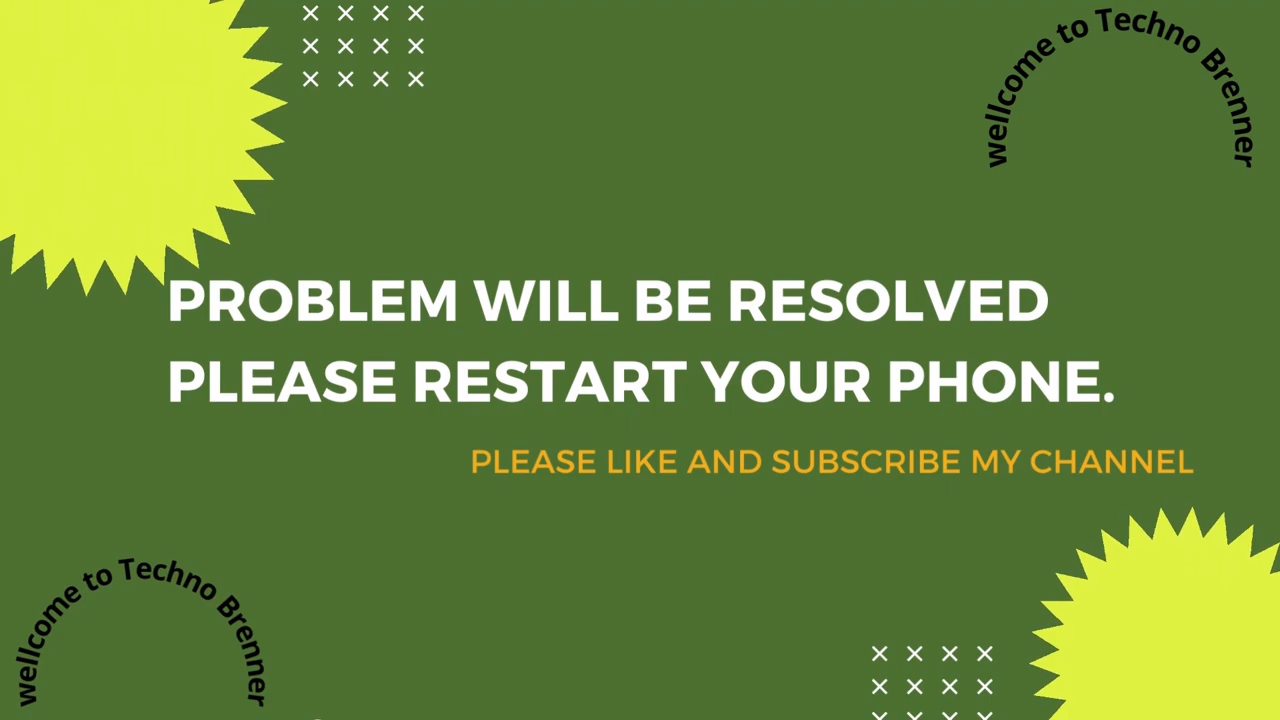 wellcome to Techno Brenner
PROBLEM WILL BE RESOLVED
PLEASE RESTART YOUR PHONE.
PLEASE LIKE AND SUBSCRIBE MY CHANNEL
wellcome to Techno Brenner